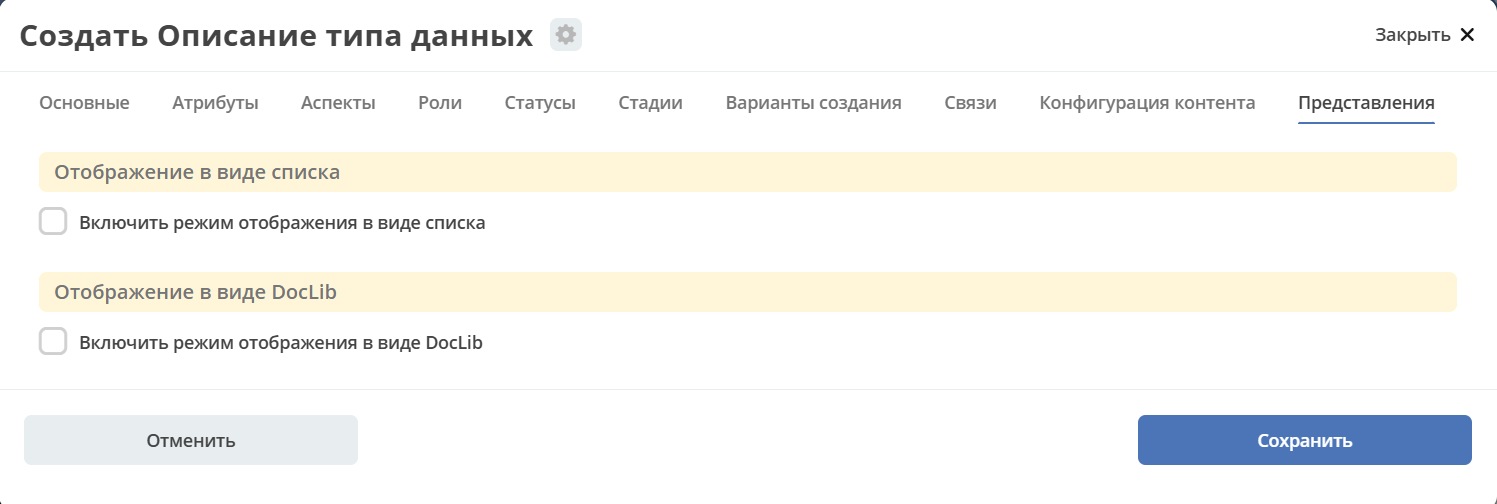 Создать Описание типа данных
Закрыть
Основные Атрибуты Аспекты Роли Статусы Стадии Варианты создания Связи Конфигурация контента Представления
Отображение в виде списка
Включить режим отображения в виде списка
Отображение в виде DocLib
Включить режим отображения в виде DocLib
Отменить Сохранить